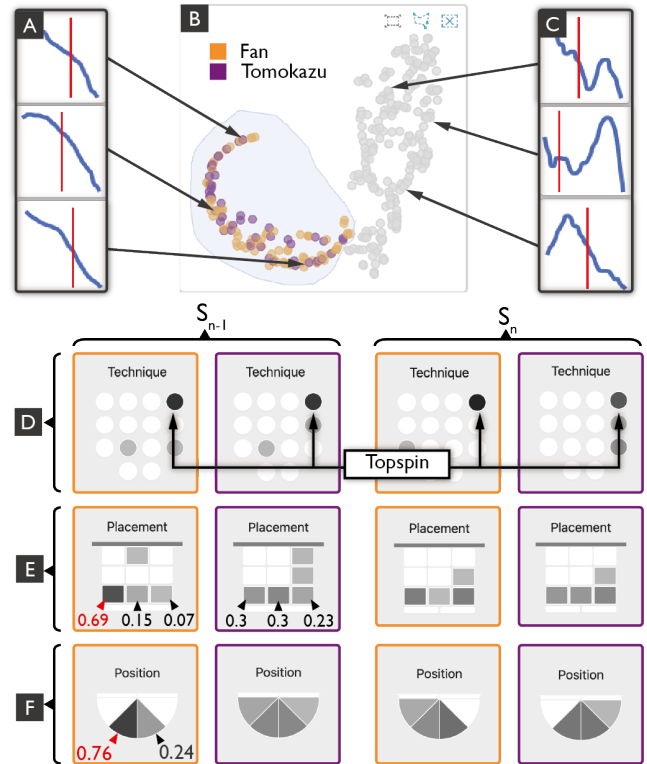 A
B
C
Fan
Tomokazu
S n-1
S n
D
Technique
Technique
Technique
Technique
Topspin
E
Placement
Placement
Placement
Placement
0.69 0.15 0.07
0.3 0.3 0.23
F
Position
Position
Position
Position
0.76 0.24